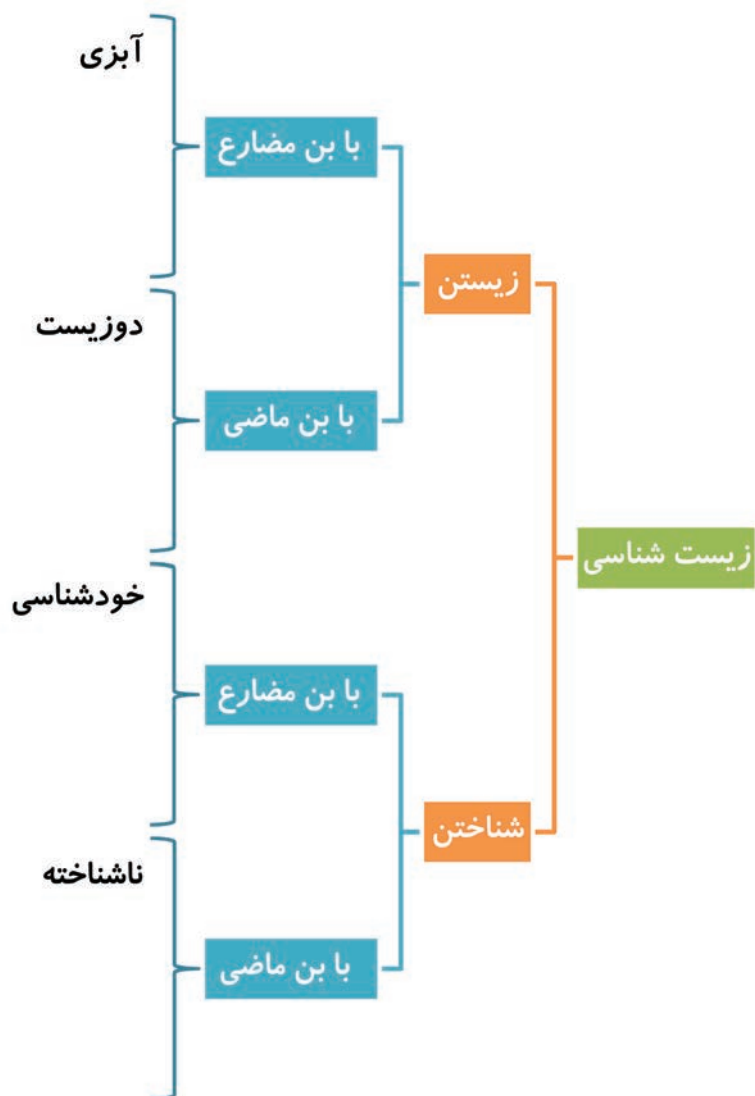 زیست شناسی
زیستن
با بن مضارع
آبزی
با بن ماضی
دوزیست
شناختن
با بن مضارع
خودشناسی
با بن ماضی
ناشناخته